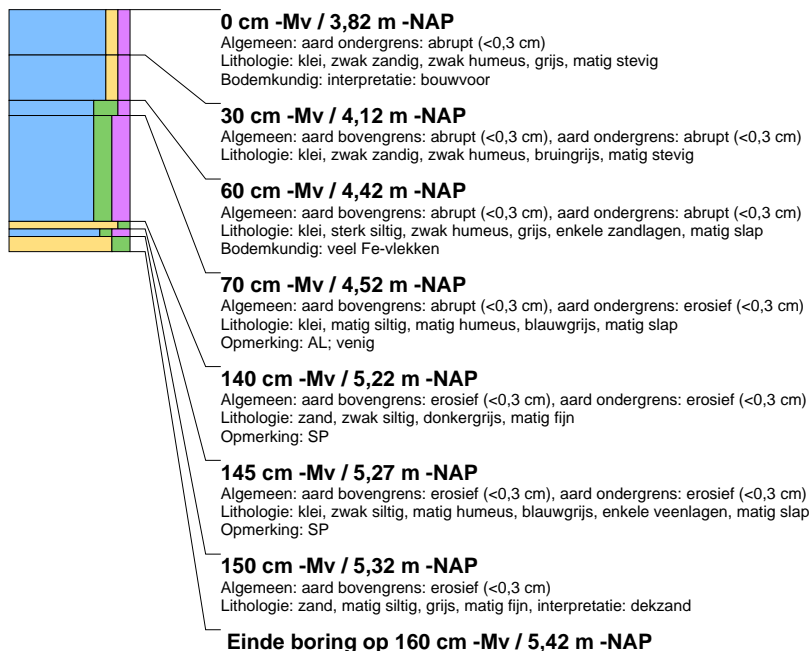 0 cm -Mv / 3,82 m -NAP
Algemeen: aard ondergrens: abrupt (<0,3 cm)
Lithologie: klei, zwak zandig, zwak humeus, grijs, matig stevig
Bodemkundig: interpretatie: bouwvoor
30 cm -Mv / 4,12 m -NAP
Algemeen: aard bovengrens: abrupt (<0,3 cm), aard ondergrens: abrupt (<0,3 cm)
Lithologie: klei, zwak zandig, zwak humeus, bruingrijs, matig stevig
60 cm -Mv / 4,42 m -NAP
Algemeen: aard bovengrens: abrupt (<0,3 cm), aard ondergrens: abrupt (<0,3 cm)
Lithologie: klei, sterk siltig, zwak humeus, grijs, enkele zandlagen, matig slap
Bodemkundig: veel Fe-vlekken
70 cm -Mv / 4,52 m -NAP
Algemeen: aard bovengrens: abrupt (<0,3 cm), aard ondergrens: erosief (<0,3 cm)
Lithologie: klei, matig siltig, matig humeus, blauwgrijs, matig slap
Opmerking: AL; venig
140 cm -Mv / 5,22 m -NAP
Algemeen: aard bovengrens: erosief (<0,3 cm), aard ondergrens: erosief (<0,3 cm)
Lithologie: zand, zwak siltig, donkergrijs, matig fijn
Opmerking: SP
145 cm -Mv / 5,27 m -NAP
Algemeen: aard bovengrens: erosief (<0,3 cm), aard ondergrens: erosief (<0,3 cm)
Lithologie: klei, zwak siltig, matig humeus, blauwgrijs, enkele veenlagen, matig slap
Opmerking: SP
150 cm -Mv / 5,32 m -NAP
Algemeen: aard bovengrens: erosief (<0,3 cm)
Lithologie: zand, matig siltig, grijs, matig fijn, interpretatie: dekzand
Einde boring op 160 cm -Mv / 5,42 m -NAP